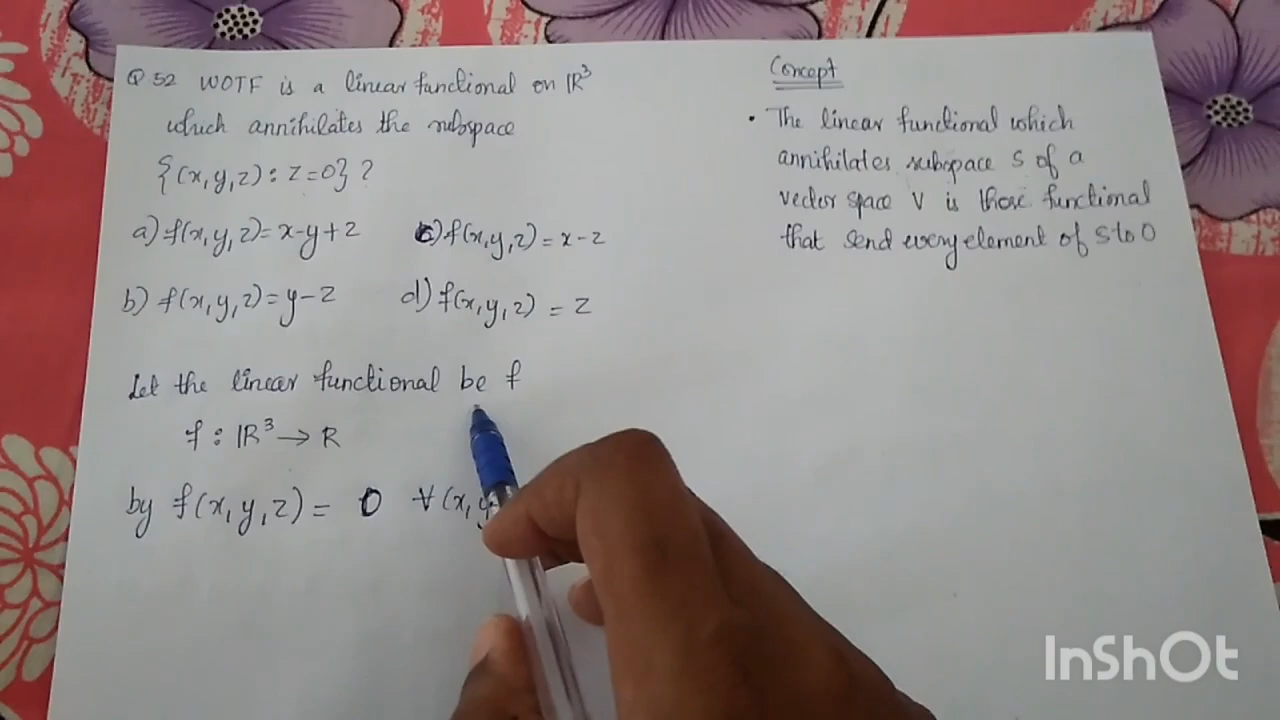 Q 52 WOTF is a linear functional on ℝ³
which annihilates the subspace
{(x,y,z): z=0} ?
a) f(x,y,z)=x-y+z
c) f(x,y,z)=x-z
b) f(x,y,z)=y-z
d) f(x,y,z)=z
Let the linear functional be f
f : ℝ³ → R
by f(x,y,z)= 0 ∀ (x, y
Concept
• The linear functional which
annihilates subspace S of a
vector space V is those functional
that send every element of S to 0
InShOt